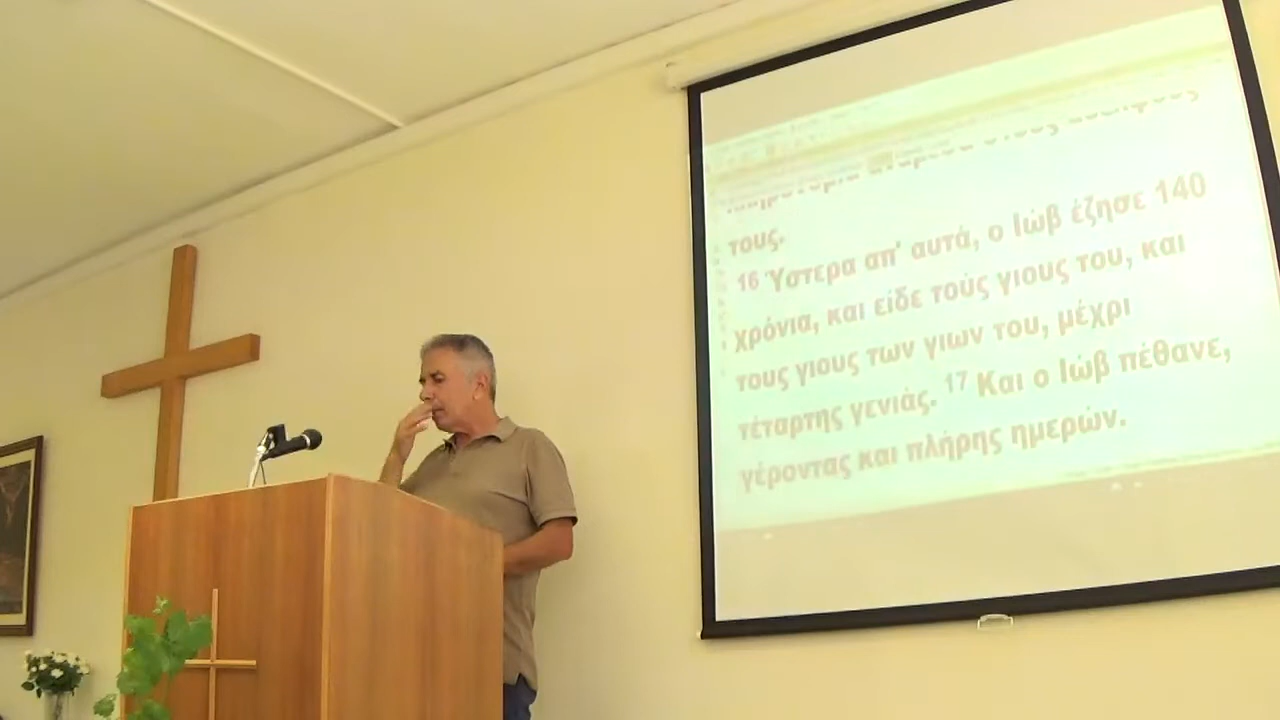 τους.
16 Ύστερα απ' αυτά, ο Ιώβ έζησε 140
χρόνια, και είδε τούς γιους του, και
τους γιους των γιων του, μέχρι
τέταρτης γενιάς. 17 Και ο Ιώβ πέθανε,
γέροντας και πλήρης ημερών.